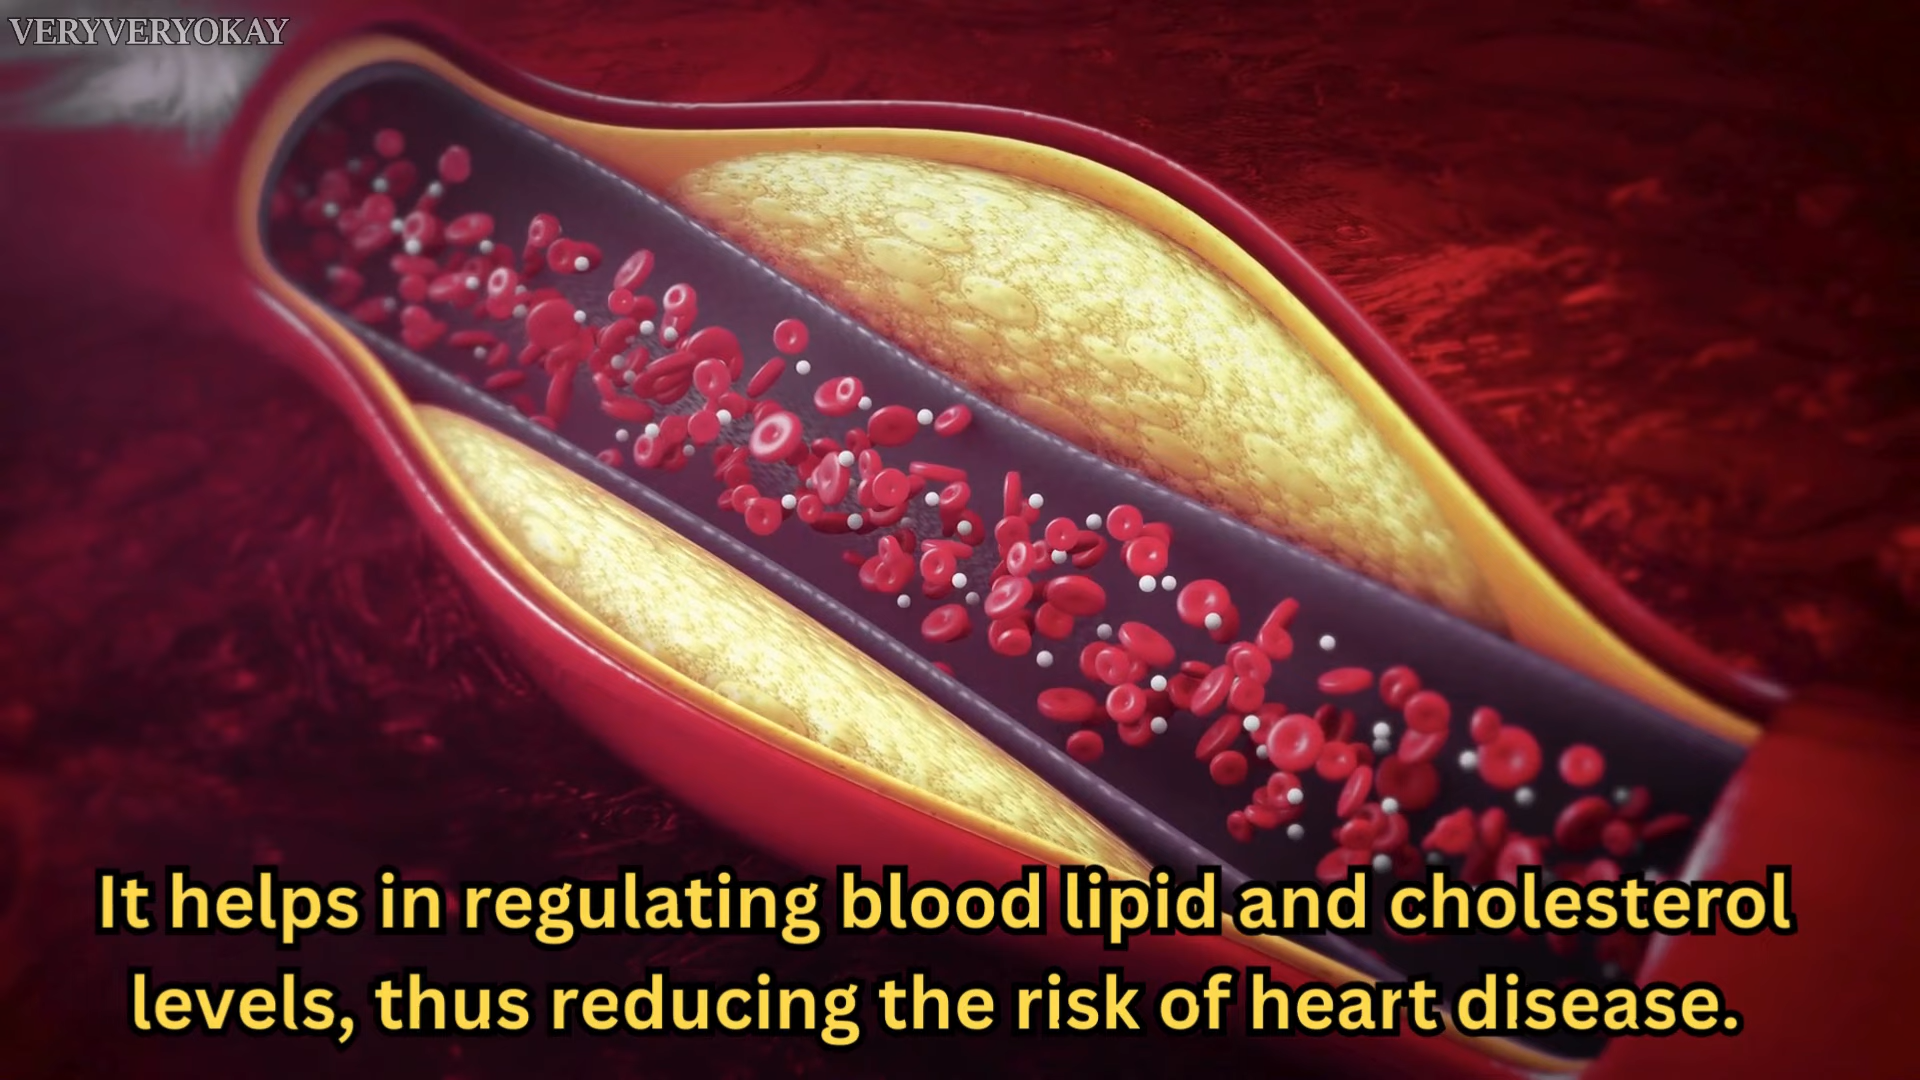 VERYVERYOKAY
It helps in regulating blood lipid and cholesterol
levels, thus reducing the risk of heart disease.